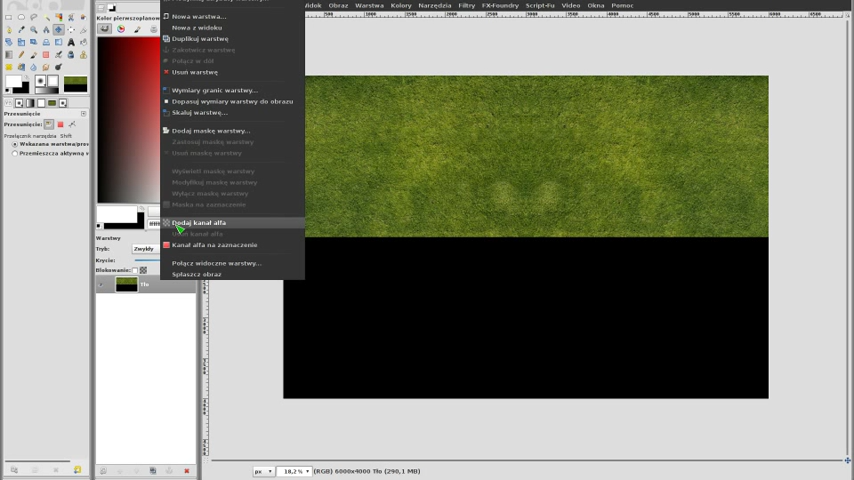 Widok Obraz Warstwa Kolory Narzędzia Filtry FX-Foundry Script-Fu Video Okna Pomoc
Kolor pierwszoplanowy
Nowa warstwa...
Nowa z widoku
Duplikuj warstwę
Zakotwicz warstwę
Połącz w dół
Usuń warstwę
Wymiary granic warstwy...
Dopasuj wymiary warstwy do obrazu
Skaluj warstwę...
Dodaj maskę warstwy...
Zastosuj maskę warstwy
Usuń maskę warstwy
Wyświetl maskę warstwy
Modyfikuj maskę warstwy
Wyłącz maskę warstwy
Maska na zaznaczenie
Dodaj kanał alfa
Usuń kanał alfa
Kanał alfa na zaznaczenie
Połącz widoczne warstwy...
Spłaszcz obraz
Przesunięcie
Przesunięcie:
Przełącznik narzędzia Shift
Wskazana warstwa/pro
Przemieszcza aktywną w
Warstwy
Tryb: Zwykły
Krycie:
Blokowanie:
Tło
px 18,2% (RGB) 6000x4000 Tło (290,1 MB)